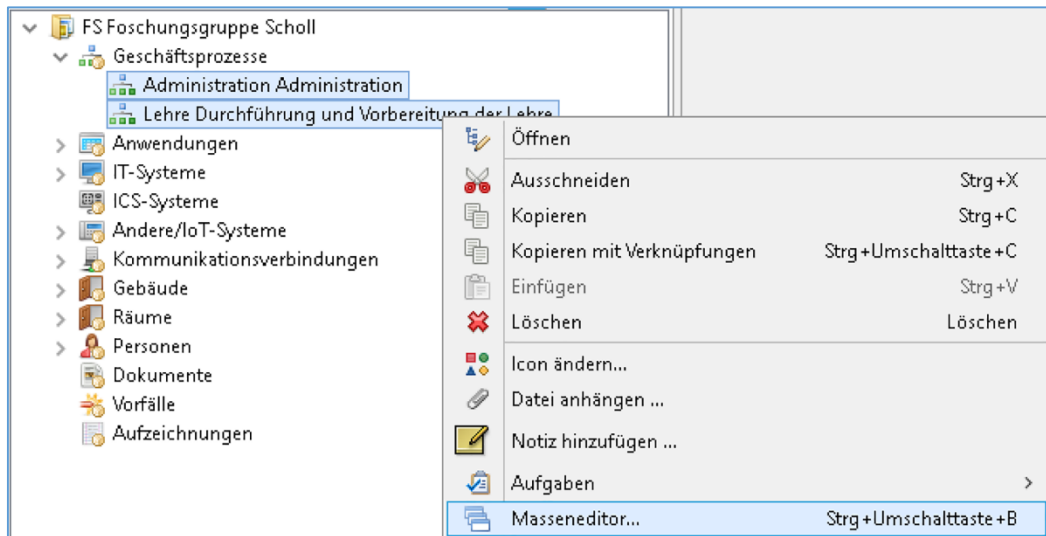 FS Foschungsgruppe Scholl
Geschäftsprozesse
Administration Administration
Lehre Durchführung und Vorbereitung der Lehre
Anwendungen
IT-Systeme
ICS-Systeme
Andere/IoT-Systeme
Kommunikationsverbindungen
Gebäude
Räume
Personen
Dokumente
Vorfälle
Aufzeichnungen
Öffnen
Ausschneiden Strg+X
Kopieren Strg+C
Kopieren mit Verknüpfungen Strg+Umschalttaste+C
Einfügen Strg+V
Löschen Löschen
Icon ändern...
Datei anhängen ...
Notiz hinzufügen ...
Aufgaben
Masseneditor... Strg+Umschalttaste+B